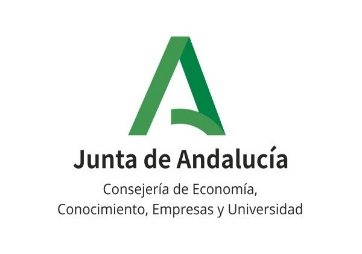 Junta de Andalucía
Consejería de Economía,
Conocimiento, Empresas y Universidad